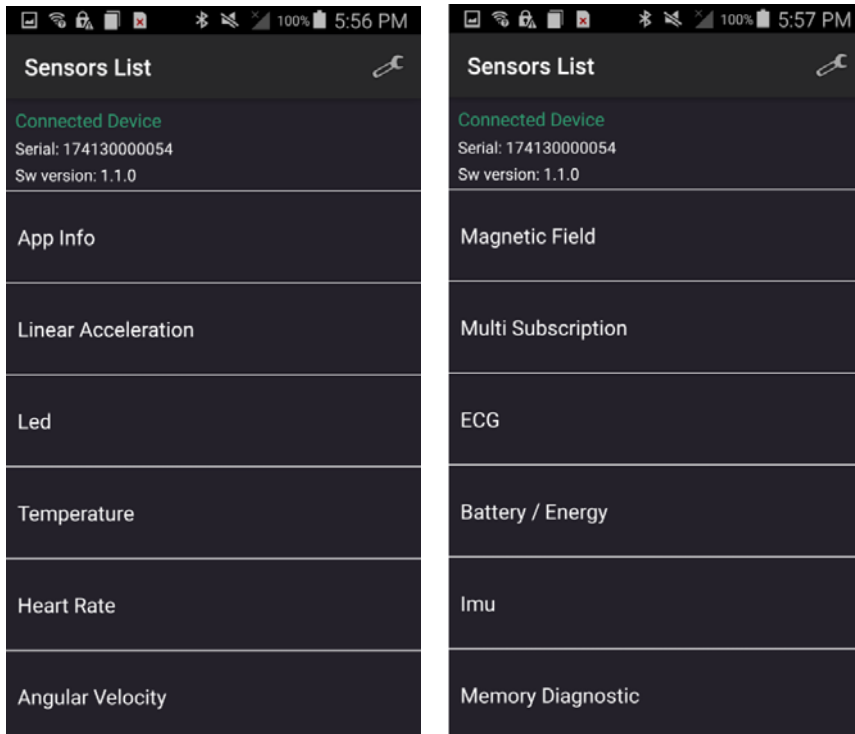 100% 5:56 PM
Sensors List
Connected Device
Serial: 174130000054
Sw version: 1.1.0
App Info
Linear Acceleration
Led
Temperature
Heart Rate
Angular Velocity
100% 5:57 PM
Sensors List
Connected Device
Serial: 174130000054
Sw version: 1.1.0
Magnetic Field
Multi Subscription
ECG
Battery / Energy
Imu
Memory Diagnostic